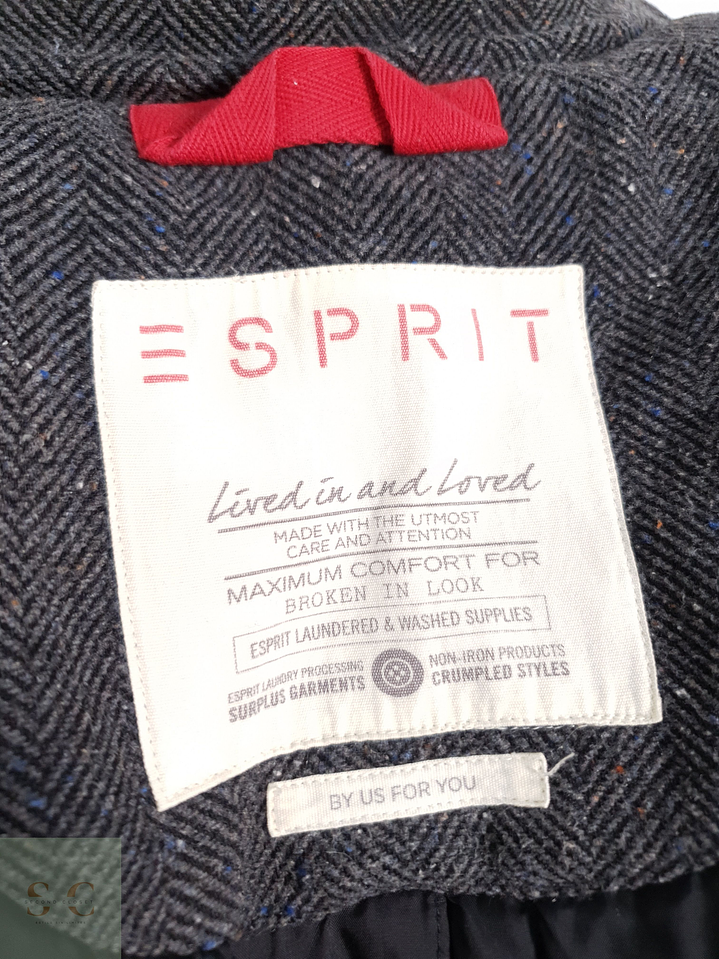 ESPRIT
Lived in and Loved
MADE WITH THE UTMOST
CARE AND ATTENTION
MAXIMUM COMFORT FOR
BROKEN IN LOOK
ESPRIT LAUNDERED & WASHED SUPPLIES
ESPRIT LAUNDRY PROCESSING
SURPLUS GARMENTS
NON-IRON PRODUCTS
CRUMPLED STYLES
BY US FOR YOU
SC